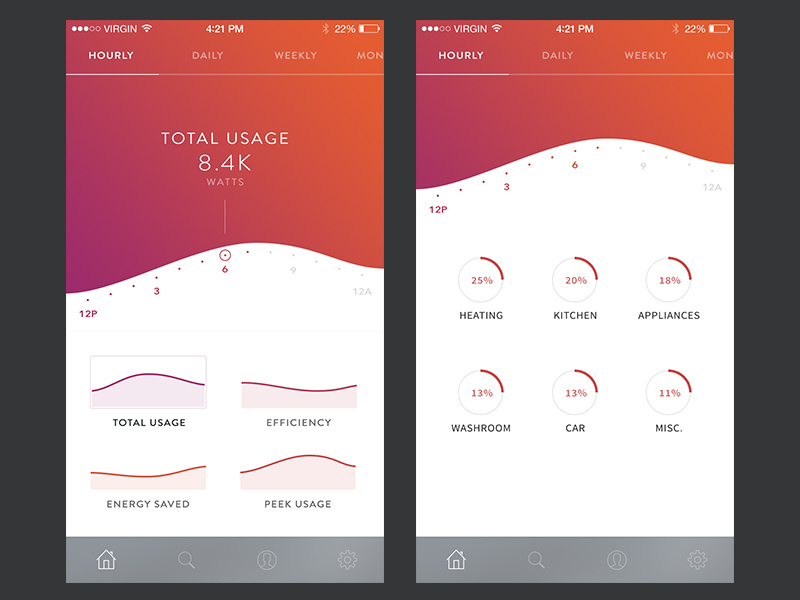 VIRGIN 4:21 PM 22%
HOURLY DAILY WEEKLY MON
TOTAL USAGE
8.4K
WATTS
12P 3 6 9 12A
TOTAL USAGE EFFICIENCY
ENERGY SAVED PEEK USAGE
VIRGIN 4:21 PM 22%
HOURLY DAILY WEEKLY MON
12P 3 6 9 12A
25% 20% 18%
HEATING KITCHEN APPLIANCES
13% 13% 11%
WASHROOM CAR MISC.